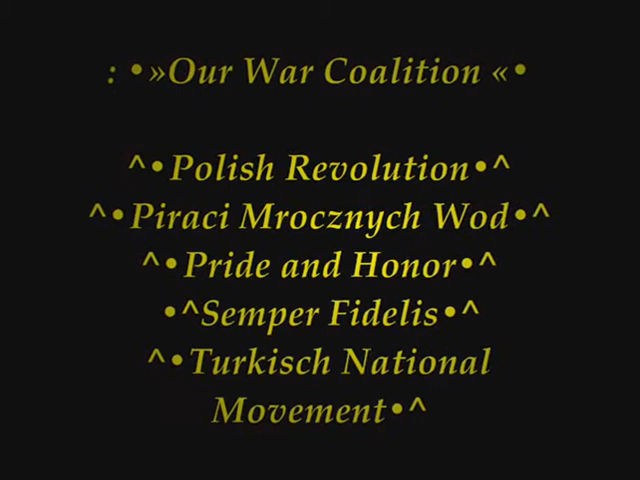 : •»Our War Coalition «•
^•Polish Revolution•^
^•Piraci Mrocznych Wod•^
^•Pride and Honor•^
•^Semper Fidelis•^
^•Turkisch National
Movement•^